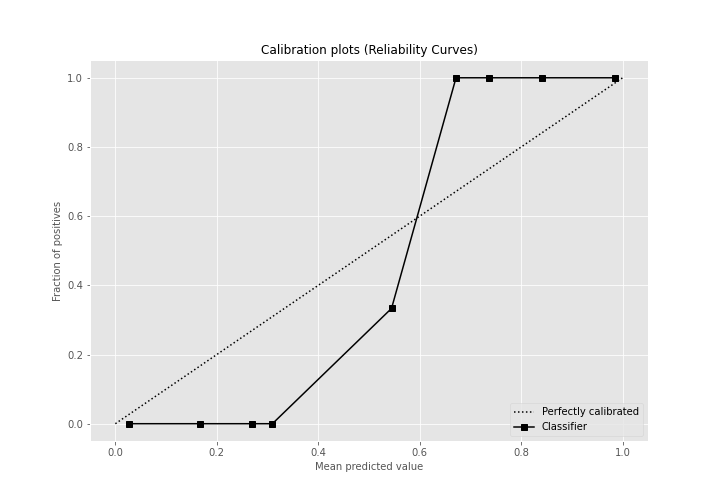 Calibration plots (Reliability Curves)
1.0
0.8
0.6
0.4
0.2
0.0
Fraction of positives
Perfectly calibrated
Classifier
0.0 0.2 0.4 0.6 0.8 1.0
Mean predicted value